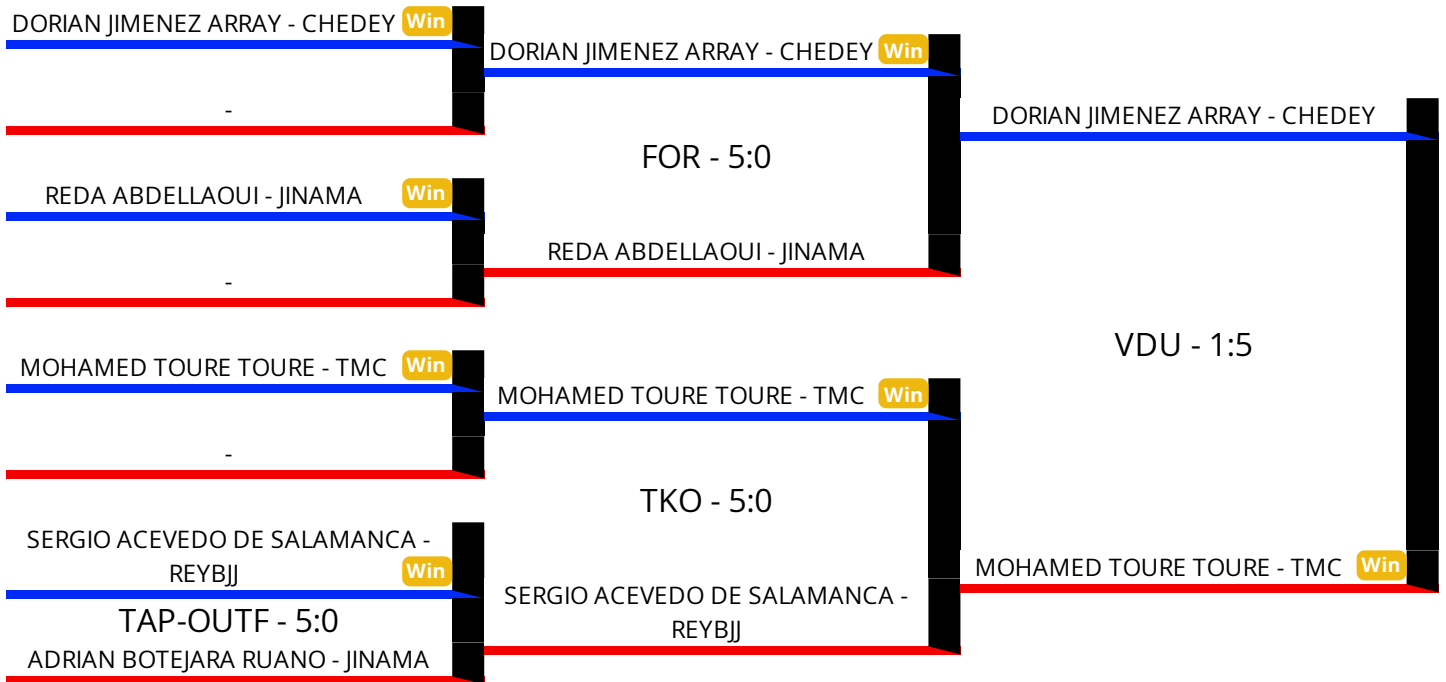 DORIAN JIMENEZ ARRAY - CHEDEY Win
-
REDA ABDELLAOUI - JINAMA Win
-
MOHAMED TOURE TOURE - TMC Win
-
SERGIO ACEVEDO DE SALAMANCA -
REYBJJ Win
TAP-OUTF - 5:0
ADRIAN BOTEJARA RUANO - JINAMA
DORIAN JIMENEZ ARRAY - CHEDEY Win
FOR - 5:0
REDA ABDELLAOUI - JINAMA
MOHAMED TOURE TOURE - TMC Win
TKO - 5:0
SERGIO ACEVEDO DE SALAMANCA -
REYBJJ
DORIAN JIMENEZ ARRAY - CHEDEY
VDU - 1:5
MOHAMED TOURE TOURE - TMC Win